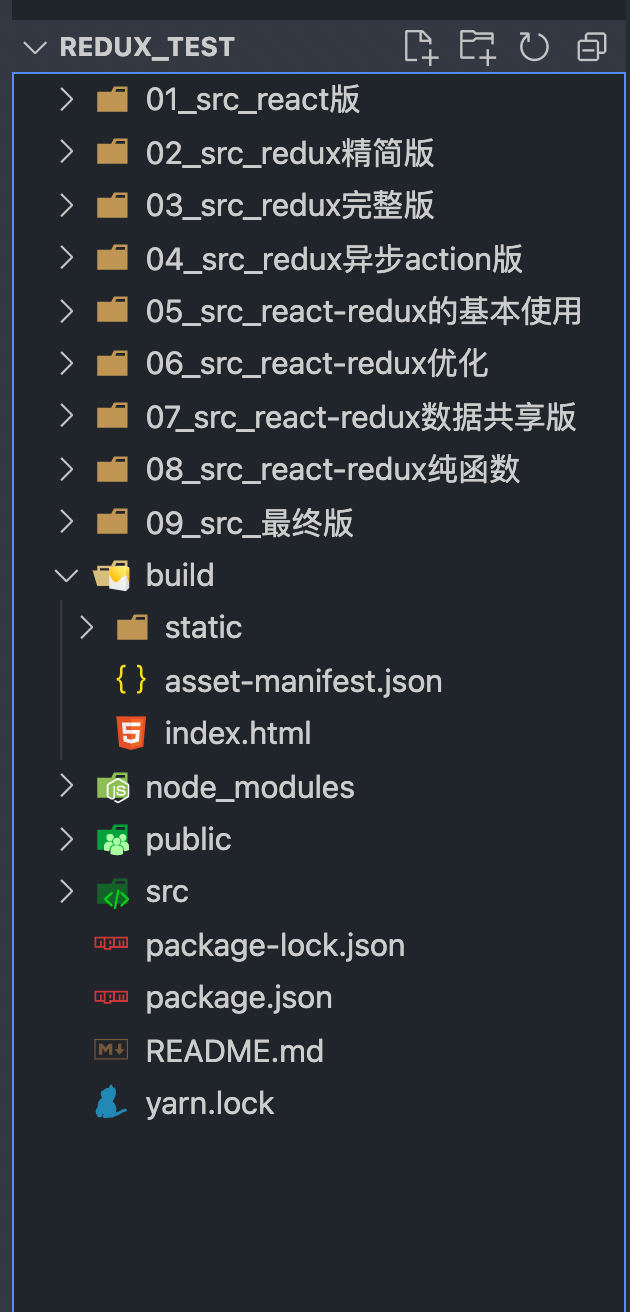 REDUX_TEST
01_src_react版
02_src_redux精简版
03_src_redux完整版
04_src_redux异步action版
05_src_react-redux的基本使用
06_src_react-redux优化
07_src_react-redux数据共享版
08_src_react-redux纯函数
09_src_最终版
build
static
asset-manifest.json
index.html
node_modules
public
src
package-lock.json
package.json
README.md
yarn.lock